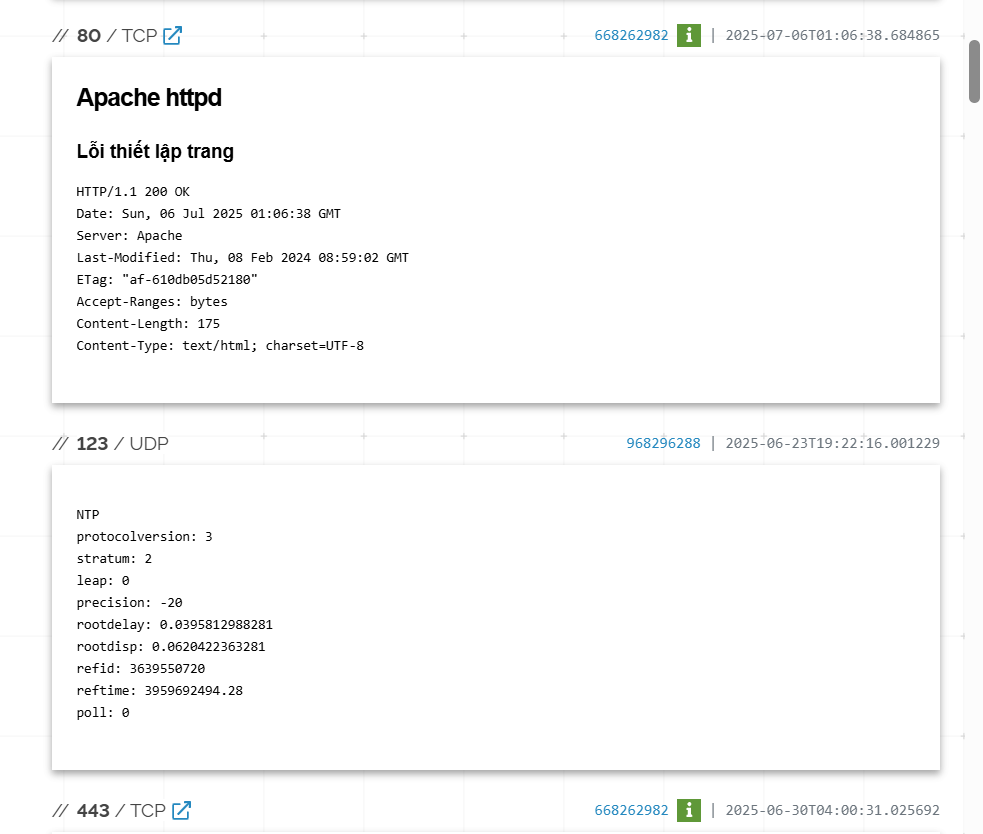 // 80 / TCP
668262982 i | 2025-07-06T01:06:38.684865
Apache httpd
Lỗi thiết lập trang
HTTP/1.1 200 OK
Date: Sun, 06 Jul 2025 01:06:38 GMT
Server: Apache
Last-Modified: Thu, 08 Feb 2024 08:59:02 GMT
ETag: "af-610db05d52180"
Accept-Ranges: bytes
Content-Length: 175
Content-Type: text/html; charset=UTF-8
// 123 / UDP
968296288 | 2025-06-23T19:22:16.001229
NTP
protocolversion: 3
stratum: 2
leap: 0
precision: -20
rootdelay: 0.0395812988281
rootdisp: 0.0620422363281
refid: 3639550720
reftime: 3959692494.28
poll: 0
// 443 / TCP
668262982 i | 2025-06-30T04:00:31.025692